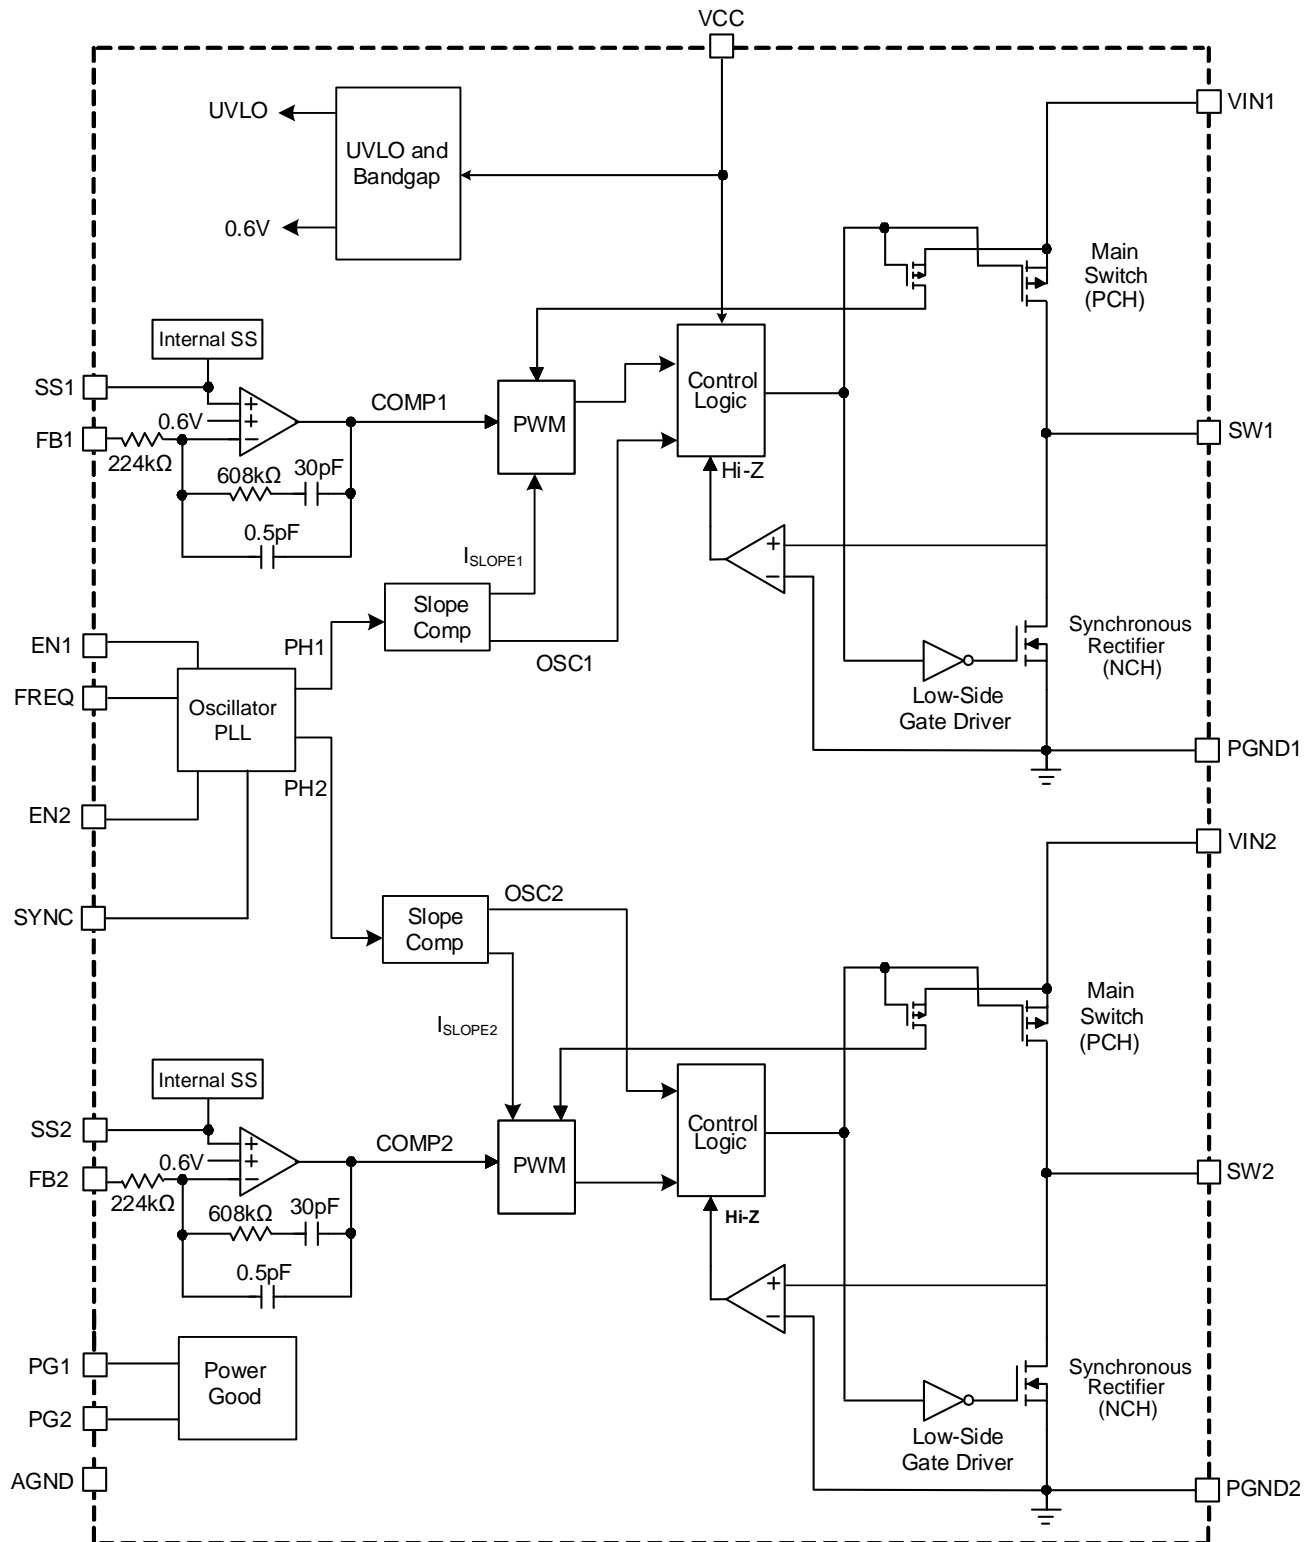 VCC
VIN1
UVLO
UVLO and
Bandgap
0.6V
Main
Switch
(PCH)
Internal SS
SS1
0.6V
FB1
224kΩ
COMP1
PWM
Control
Logic
SW1
608kΩ
30pF
0.5pF
Hi-Z
ISLOPE1
Slope
Comp
PH1
OSC1
EN1
FREQ
Oscillator
PLL
Low-Side
Gate Driver
Synchronous
Rectifier
(NCH)
PGND1
PH2
EN2
VIN2
SYNC
Slope
Comp
OSC2
ISLOPE2
Main
Switch
(PCH)
Internal SS
SS2
0.6V
FB2
224kΩ
COMP2
PWM
Control
Logic
SW2
608kΩ
30pF
0.5pF
Hi-Z
PG1
PG2
Power
Good
Low-Side
Gate Driver
Synchronous
Rectifier
(NCH)
AGND
PGND2